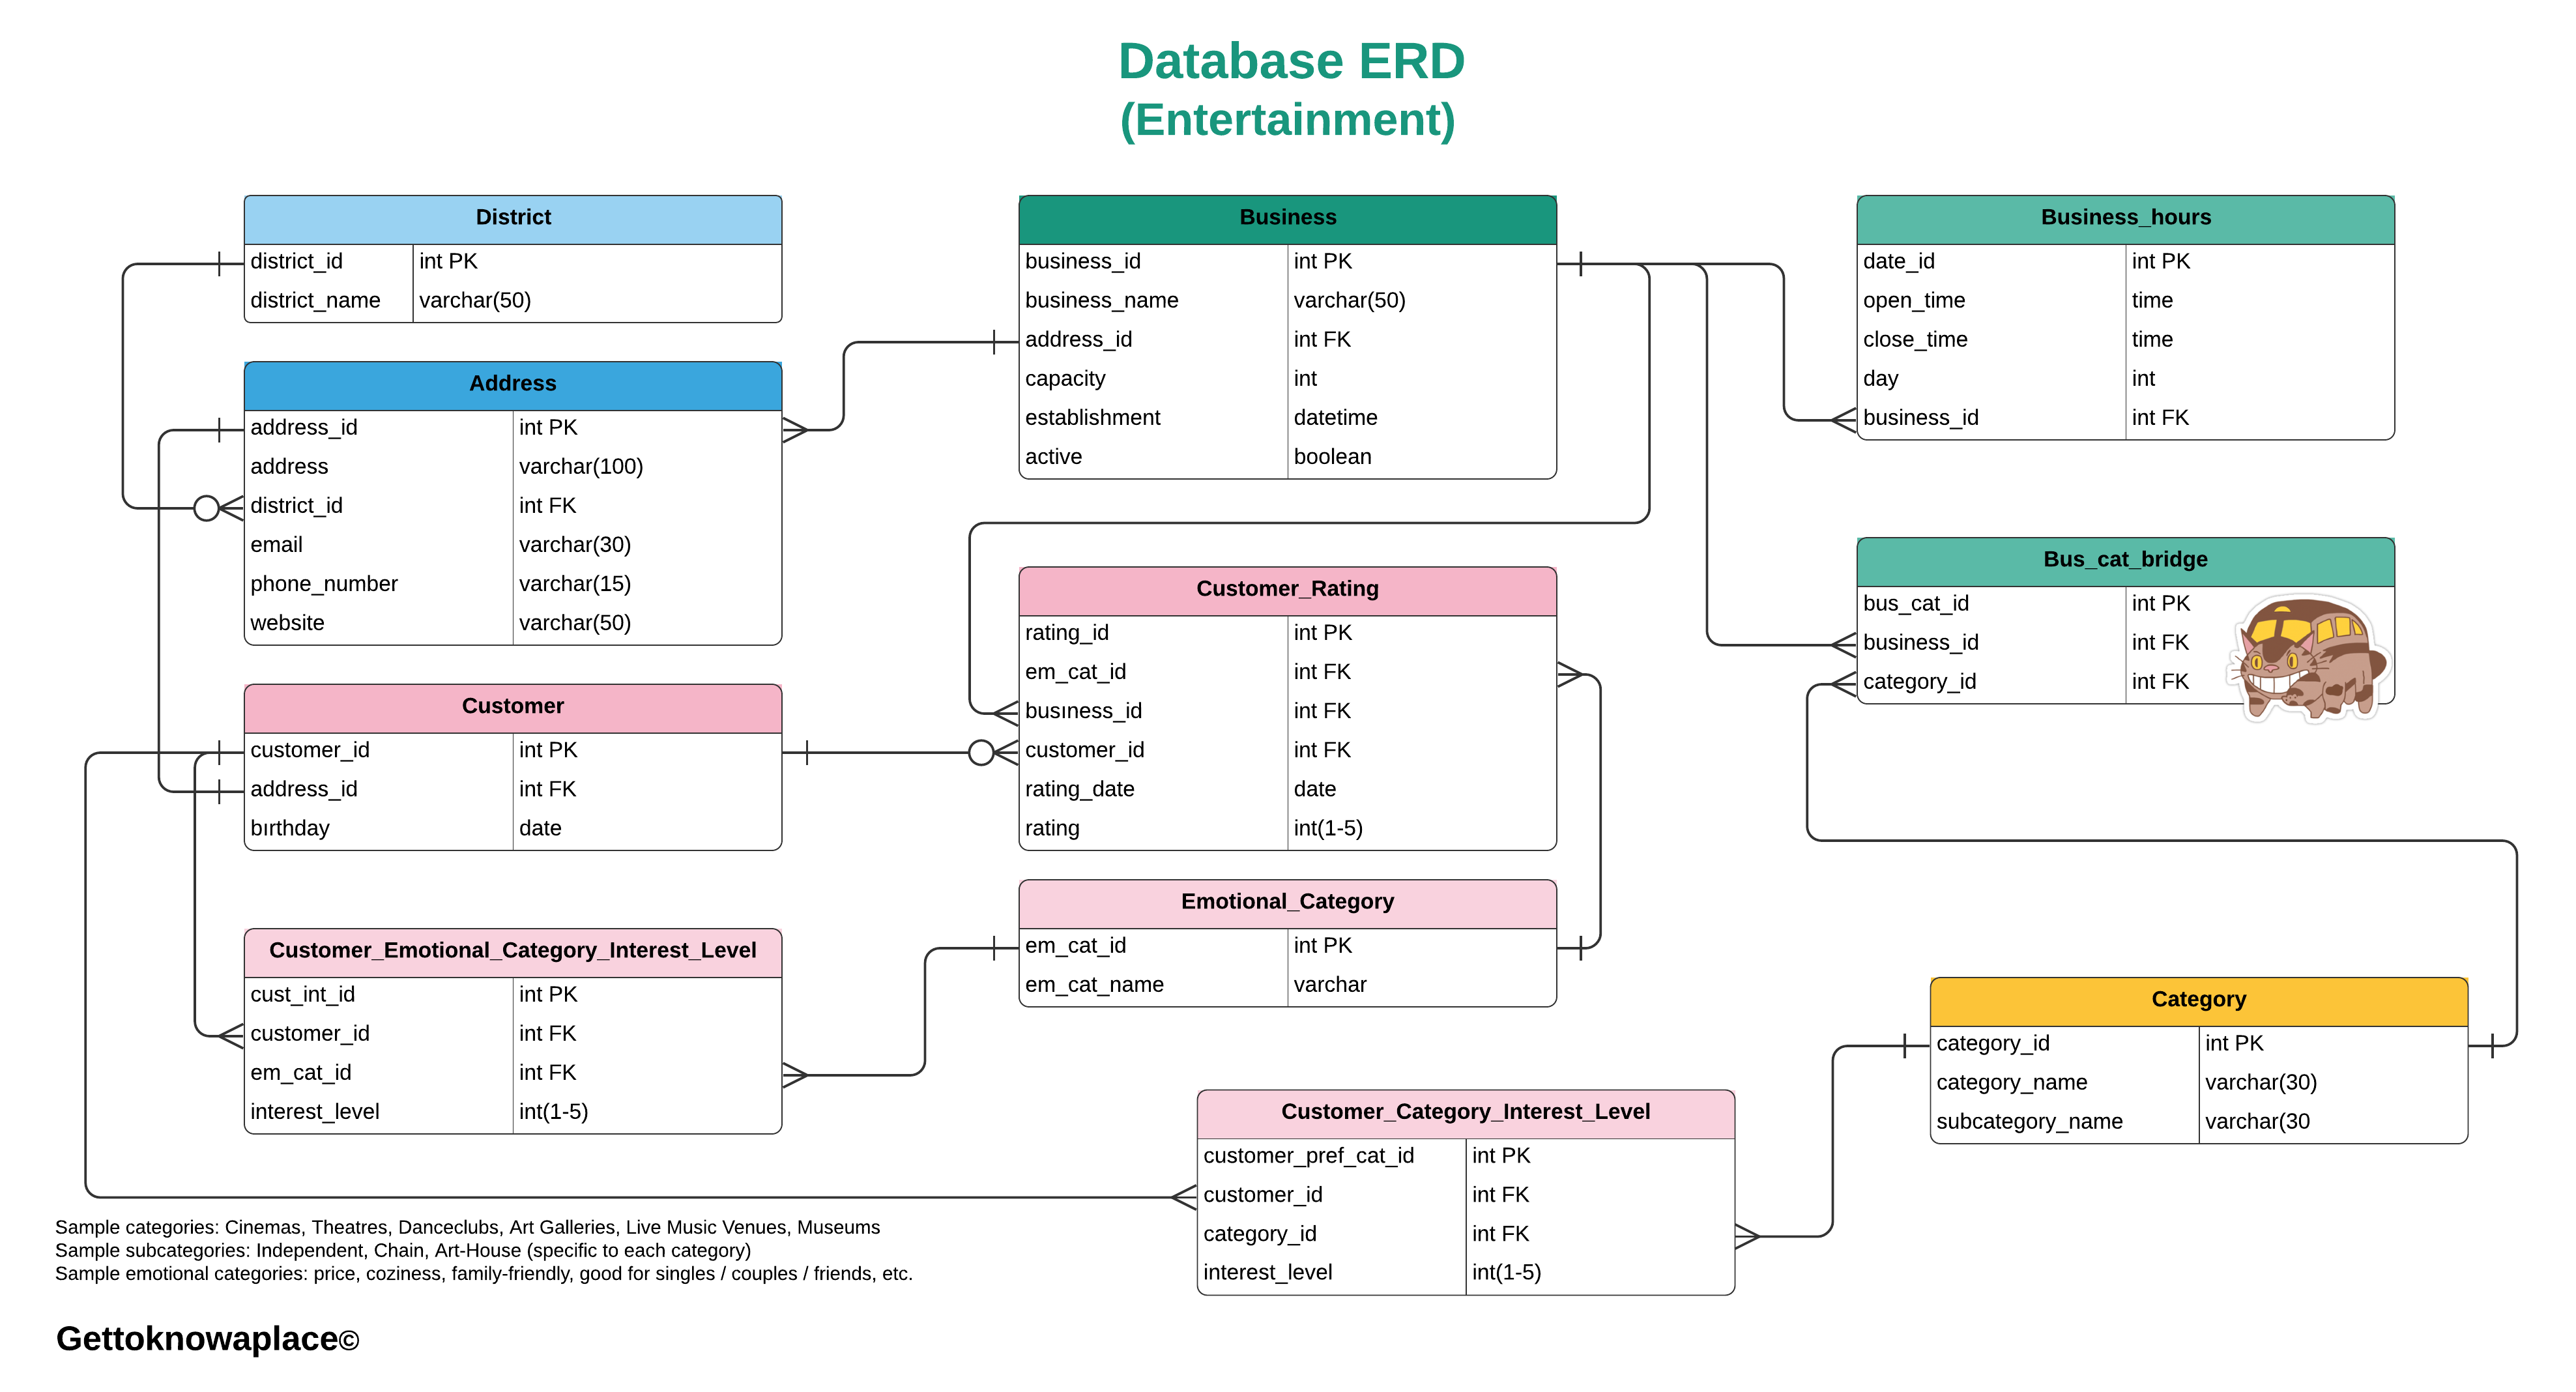 Database ERD
(Entertainment)
District
district_id int PK
district_name varchar(50)
Address
address_id int PK
address varchar(100)
district_id int FK
email varchar(30)
phone_number varchar(15)
website varchar(50)
Customer
customer_id int PK
address_id int FK
bırthday date
Customer_Emotional_Category_Interest_Level
cust_int_id int PK
customer_id int FK
em_cat_id int FK
interest_level int(1-5)
Business
business_id int PK
business_name varchar(50)
address_id int FK
capacity int
establishment datetime
active boolean
Customer_Rating
rating_id int PK
em_cat_id int FK
busıness_id int FK
customer_id int FK
rating_date date
rating int(1-5)
Emotional_Category
em_cat_id int PK
em_cat_name varchar
Customer_Category_Interest_Level
customer_pref_cat_id int PK
customer_id int FK
category_id int FK
interest_level int(1-5)
Business_hours
date_id int PK
open_time time
close_time time
day int
business_id int FK
Bus_cat_bridge
bus_cat_id int PK
business_id int FK
category_id int FK
Category
category_id int PK
category_name varchar(30)
subcategory_name varchar(30
Sample categories: Cinemas, Theatres, Danceclubs, Art Galleries, Live Music Venues, Museums
Sample subcategories: Independent, Chain, Art-House (specific to each category)
Sample emotional categories: price, coziness, family-friendly, good for singles / couples / friends, etc.
Gettoknowaplace©